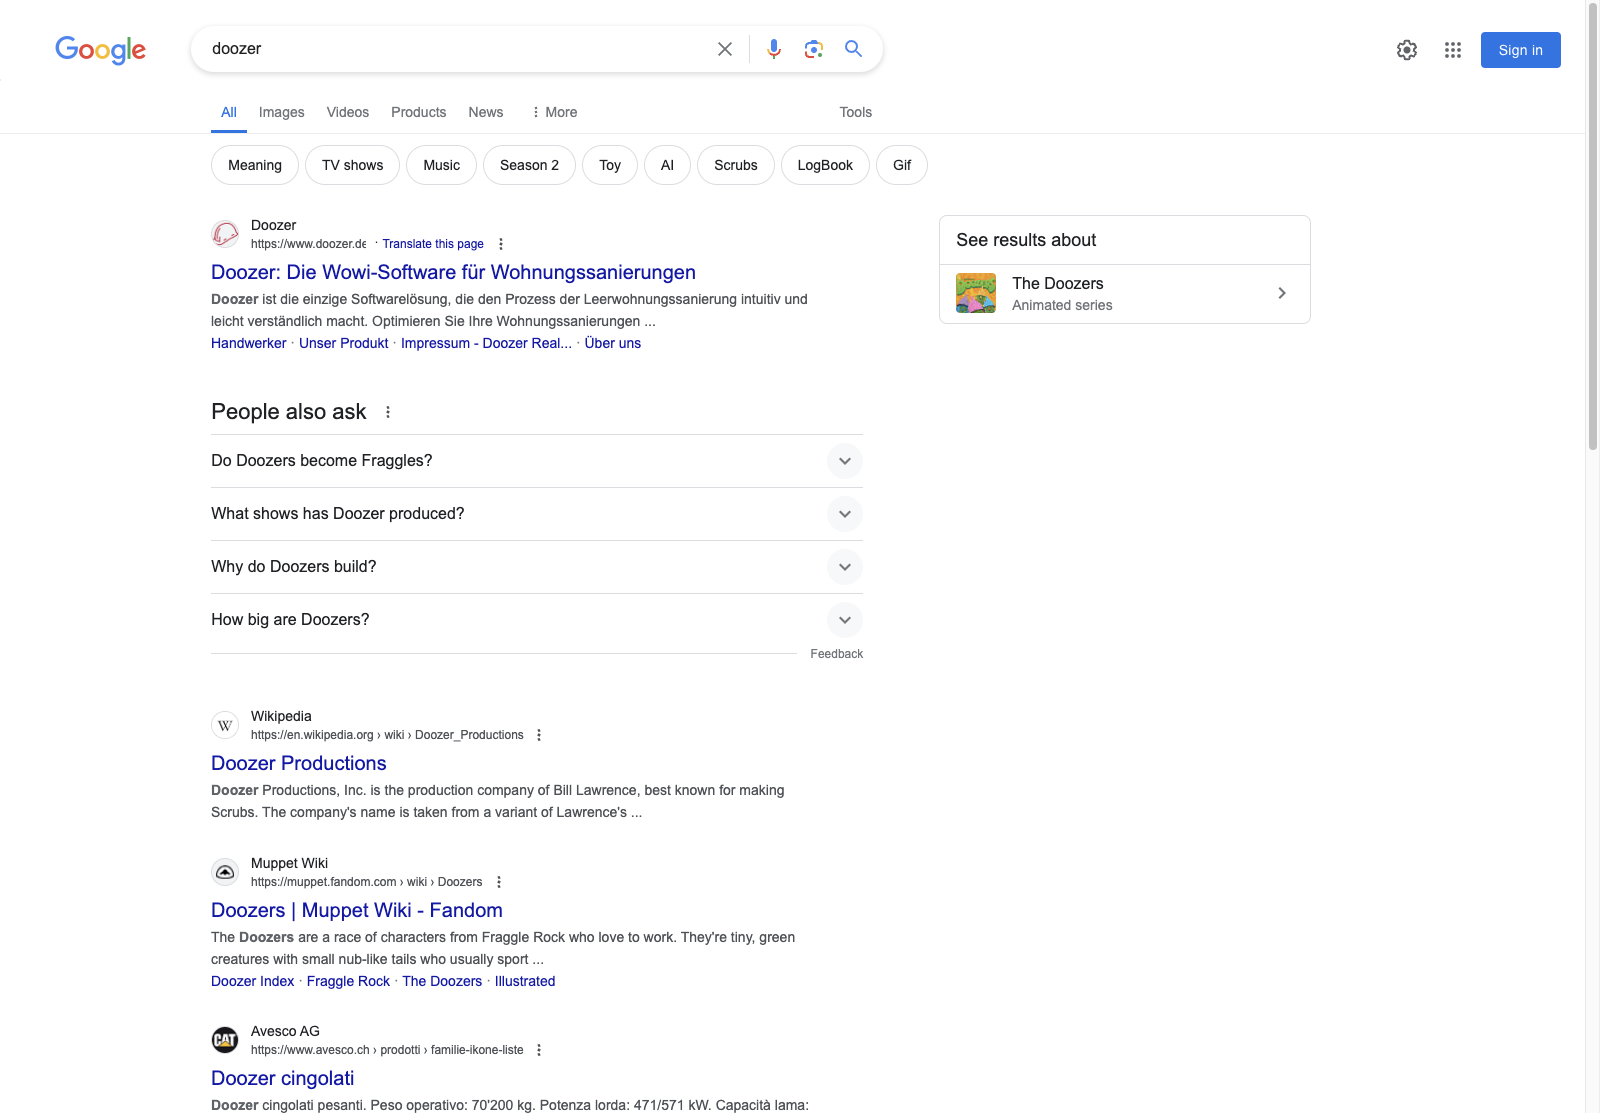 Google
doozer
Sign in
All Images Videos Products News More Tools
Meaning TV shows Music Season 2 Toy AI Scrubs LogBook Gif
Doozer
https://www.doozer.de · Translate this page
Doozer: Die Wowi-Software für Wohnungssanierungen
Doozer ist die einzige Softwarelösung, die den Prozess der Leerwohnungssanierung intuitiv und
leicht verständlich macht. Optimieren Sie Ihre Wohnungssanierungen ...
Handwerker · Unser Produkt · Impressum - Doozer Real... · Über uns
See results about
The Doozers
Animated series
People also ask
Do Doozers become Fraggles?
What shows has Doozer produced?
Why do Doozers build?
How big are Doozers?
Feedback
W
Wikipedia
https://en.wikipedia.org › wiki › Doozer_Productions
Doozer Productions
Doozer Productions, Inc. is the production company of Bill Lawrence, best known for making
Scrubs. The company's name is taken from a variant of Lawrence's ...
Muppet Wiki
https://muppet.fandom.com › wiki › Doozers
Doozers | Muppet Wiki - Fandom
The Doozers are a race of characters from Fraggle Rock who love to work. They're tiny, green
creatures with small nub-like tails who usually sport ...
Doozer Index · Fraggle Rock · The Doozers · Illustrated
CAT
Avesco AG
https://www.avesco.ch › prodotti › familie-ikone-liste
Doozer cingolati
Doozer cingolati pesanti. Peso operativo: 70'200 kg. Potenza lorda: 471/571 kW. Capacità lama: